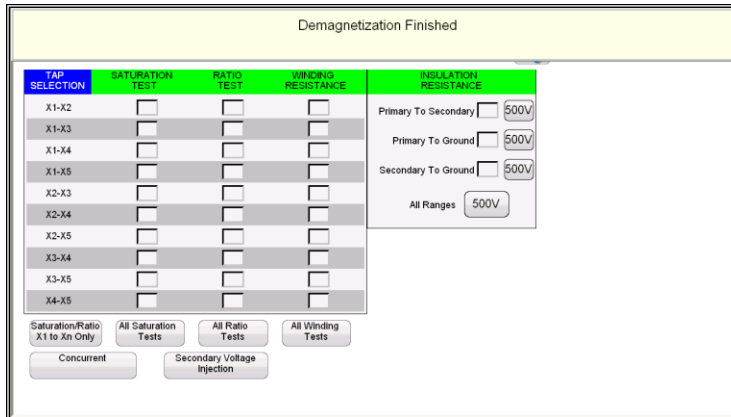 Demagnetization Finished
TAP SELECTION SATURATION TEST RATIO TEST WINDING RESISTANCE INSULATION RESISTANCE
X1-X2
X1-X3
X1-X4
X1-X5
X2-X3
X2-X4
X2-X5
X3-X4
X3-X5
X4-X5
Primary To Secondary 500V
Primary To Ground 500V
Secondary To Ground 500V
All Ranges 500V
Saturation/Ratio
X1 to Xn Only
All Saturation
Tests
All Ratio
Tests
All Winding
Tests
Concurrent
Secondary Voltage
Injection